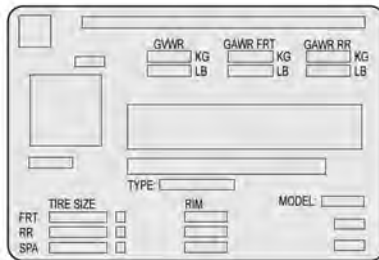 GVWR GAWR FRT GAWR RR
KG KG KG
LB LB LB
TYPE:
TIRE SIZE RIM MODEL:
FRT
RR
SPA